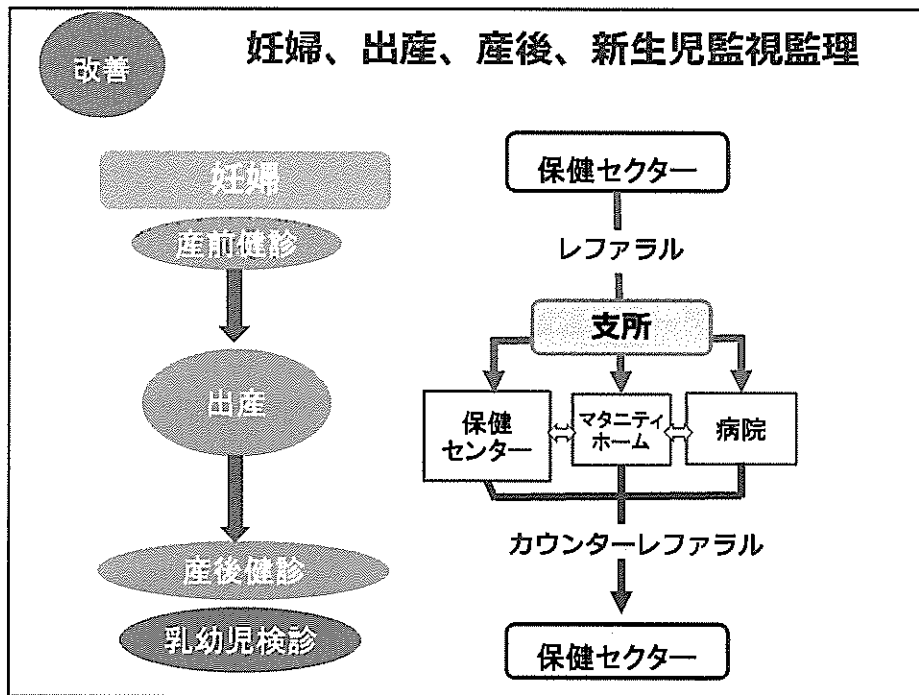 改善
妊婦、出産、産後、新生児監視監理
妊婦
産前健診
出産
産後健診
乳幼児検診
保健セクター
レファラル
支所
保健
センター
マタニティ
ホーム
病院
カウンターレファラル
保健セクター